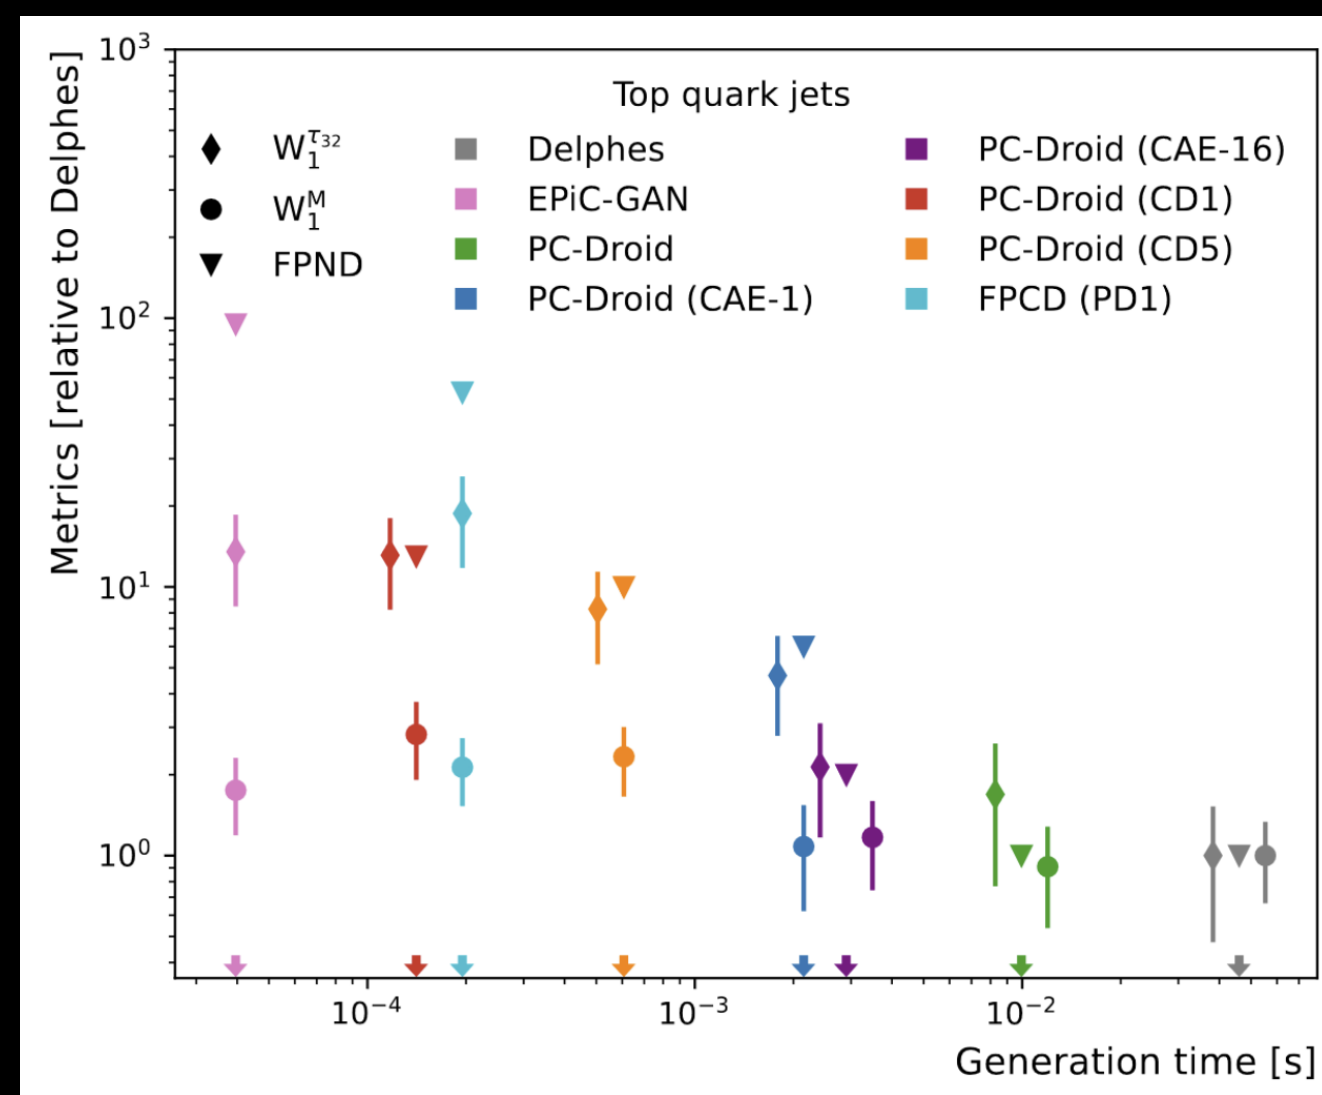 Metrics [relative to Delphes]
10³
10²
10¹
10⁰
Top quark jets
W₁^τ₃₂
W₁^M
FPND
Delphes
EPiC-GAN
PC-Droid
PC-Droid (CAE-1)
PC-Droid (CAE-16)
PC-Droid (CD1)
PC-Droid (CD5)
FPCD (PD1)
10⁻⁴
10⁻³
10⁻²
Generation time [s]